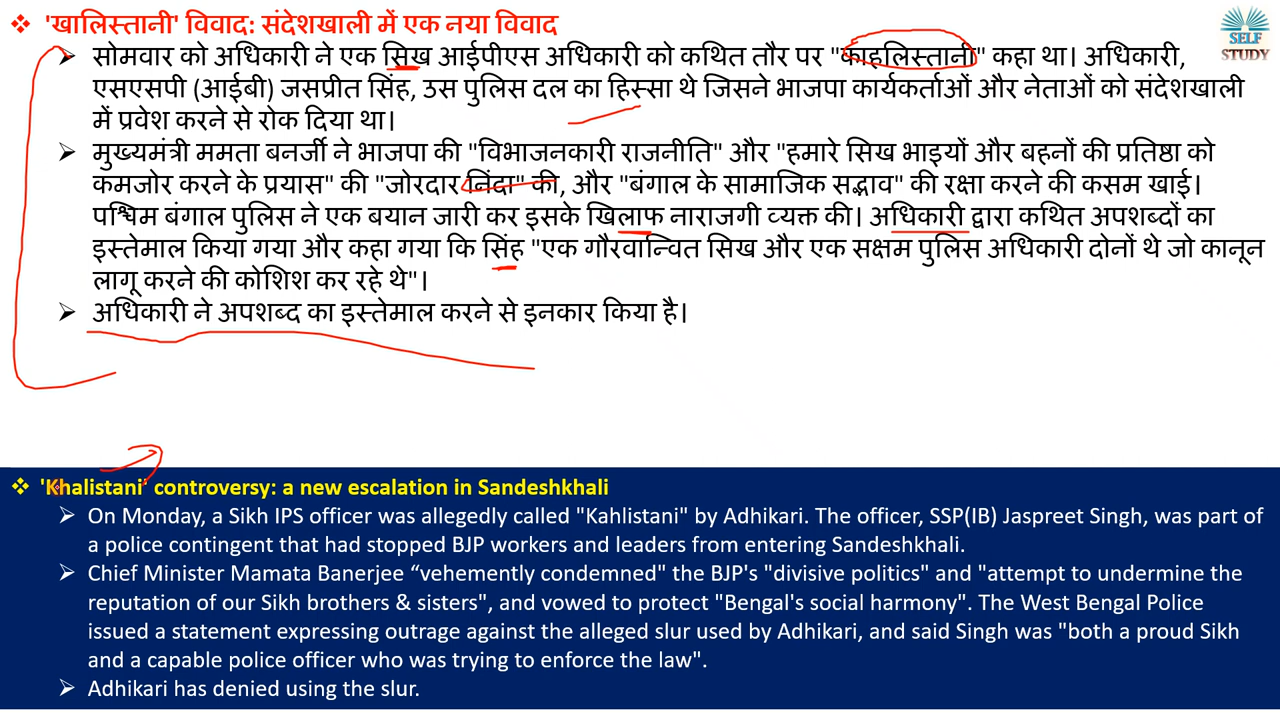 ❖ 'खालिस्तानी' विवाद: संदेशखाली में एक नया विवाद
SELF
STUDY
➢ सोमवार को अधिकारी ने एक सिख आईपीएस अधिकारी को कथित तौर पर "काहलिस्तानी" कहा था। अधिकारी,
एसएसपी (आईबी) जसप्रीत सिंह, उस पुलिस दल का हिस्सा थे जिसने भाजपा कार्यकर्ताओं और नेताओं को संदेशखाली
में प्रवेश करने से रोक दिया था।
➢ मुख्यमंत्री ममता बनर्जी ने भाजपा की "विभाजनकारी राजनीति" और "हमारे सिख भाइयों और बहनों की प्रतिष्ठा को
कमजोर करने के प्रयास" की "जोरदार निंदा" की, और "बंगाल के सामाजिक सद्भाव" की रक्षा करने की कसम खाई।
पश्चिम बंगाल पुलिस ने एक बयान जारी कर इसके खिलाफ नाराजगी व्यक्त की। अधिकारी द्वारा कथित अपशब्दों का
इस्तेमाल किया गया और कहा गया कि सिंह "एक गौरवान्वित सिख और एक सक्षम पुलिस अधिकारी दोनों थे जो कानून
लागू करने की कोशिश कर रहे थे"।
➢ अधिकारी ने अपशब्द का इस्तेमाल करने से इनकार किया है।
❖ 'Khalistani' controversy: a new escalation in Sandeshkhali
➢ On Monday, a Sikh IPS officer was allegedly called "Kahlistani" by Adhikari. The officer, SSP(IB) Jaspreet Singh, was part of
a police contingent that had stopped BJP workers and leaders from entering Sandeshkhali.
➢ Chief Minister Mamata Banerjee “vehemently condemned" the BJP's "divisive politics" and "attempt to undermine the
reputation of our Sikh brothers & sisters", and vowed to protect "Bengal's social harmony". The West Bengal Police
issued a statement expressing outrage against the alleged slur used by Adhikari, and said Singh was "both a proud Sikh
and a capable police officer who was trying to enforce the law".
➢ Adhikari has denied using the slur.